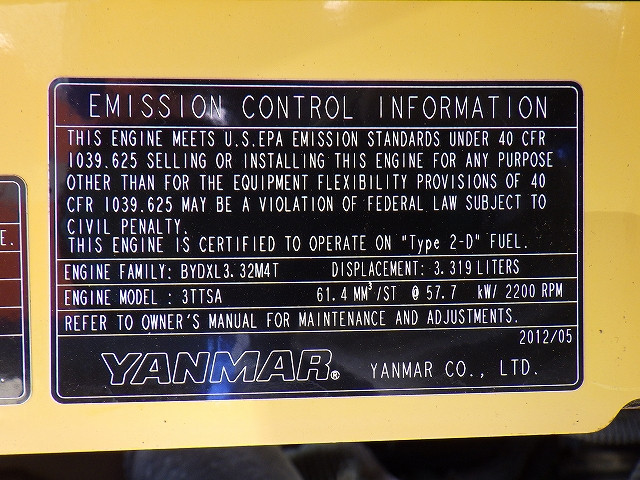 EMISSION CONTROL INFORMATION
THIS ENGINE MEETS U.S.EPA EMISSION STANDARDS UNDER 40 CFR
1039.625 SELLING OR INSTALLING THIS ENGINE FOR ANY PURPOSE
OTHER THAN FOR THE EQUIPMENT FLEXIBILITY PROVISIONS OF 40
CFR 1039.625 MAY BE A VIOLATION OF FEDERAL LAW SUBJECT TO
CIVIL PENALTY.
THIS ENGINE IS CERTIFIED TO OPERATE ON "Type 2-D" FUEL.
ENGINE FAMILY: BYDXL3.32M4T DISPLACEMENT: 3.319 LITERS
ENGINE MODEL : 3TTSA 61.4 MM³/ST @ 57.7 kW/ 2200 RPM
REFER TO OWNER'S MANUAL FOR MAINTENANCE AND ADJUSTMENTS.
2012/05
YANMAR® YANMAR CO., LTD.
E.